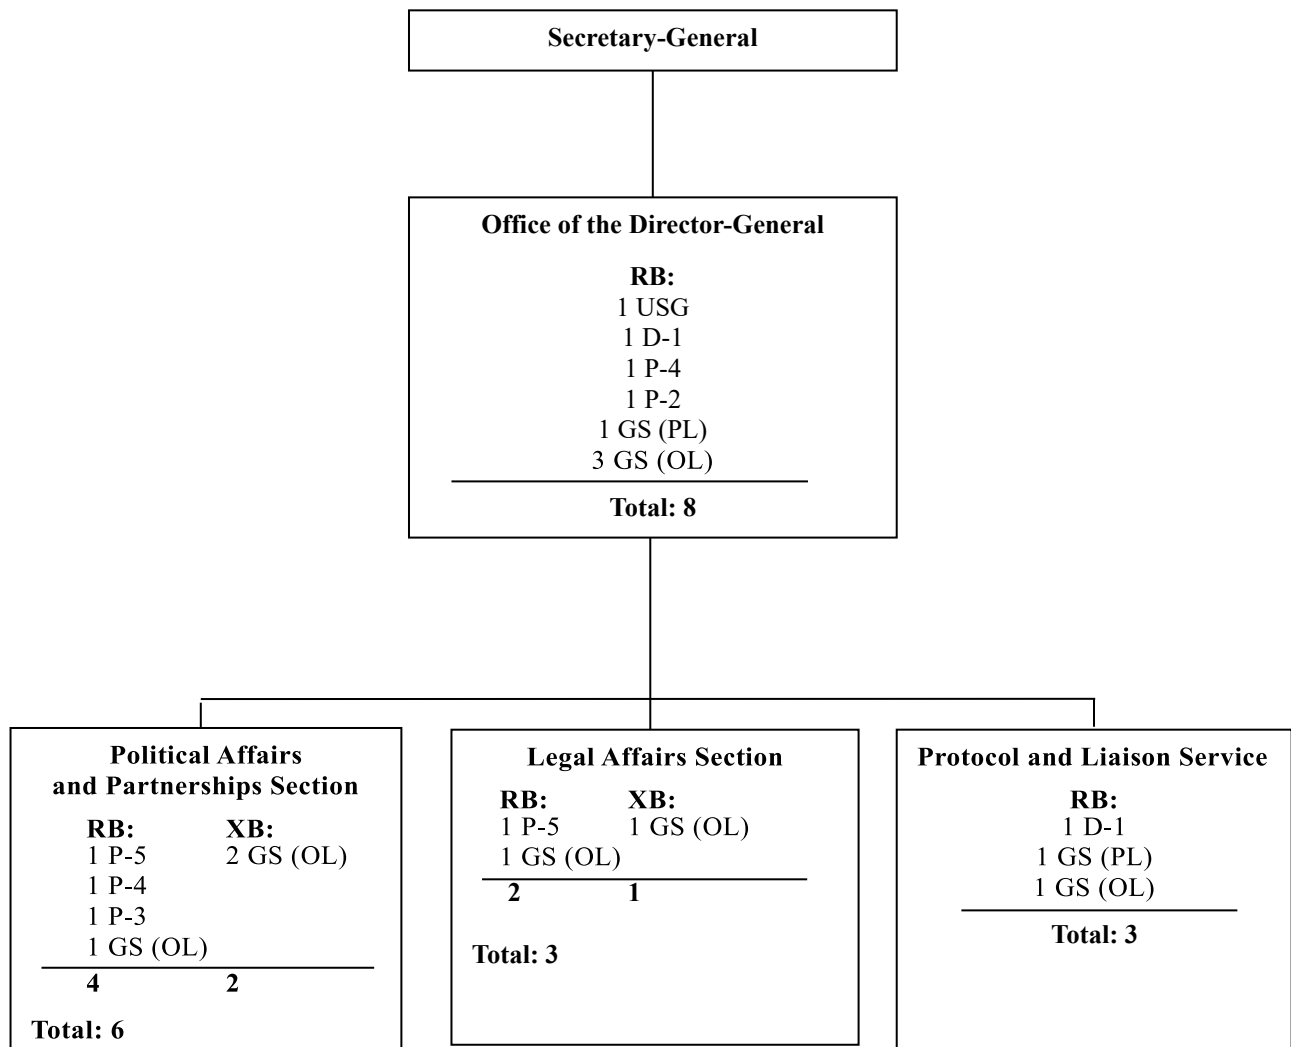 Secretary-General
Office of the Director-General
RB:
1 USG
1 D-1
1 P-4
1 P-2
1 GS (PL)
3 GS (OL)
Total: 8
Political Affairs
and Partnerships Section
RB: XB:
1 P-5 2 GS (OL)
1 P-4
1 P-3
1 GS (OL)
4 2
Total: 6
Legal Affairs Section
RB: XB:
1 P-5 1 GS (OL)
1 GS (OL)
2 1
Total: 3
Protocol and Liaison Service
RB:
1 D-1
1 GS (PL)
1 GS (OL)
Total: 3